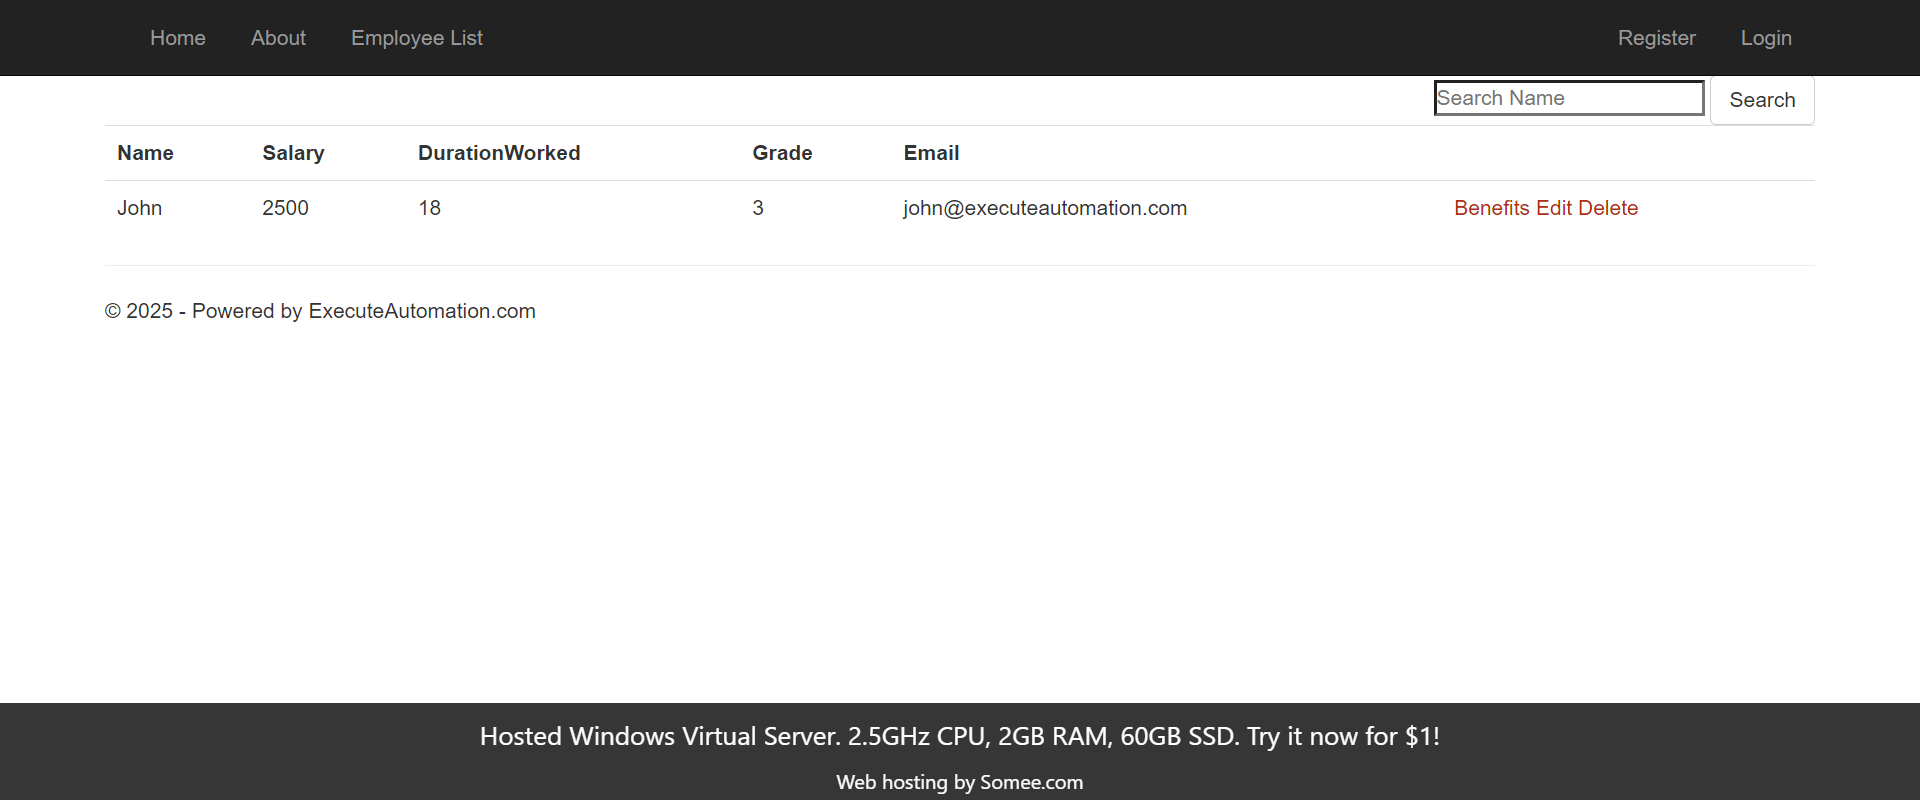 Home About Employee List Register Login
Search Name Search
Name Salary DurationWorked Grade Email
John 2500 18 3 john@executeautomation.com Benefits Edit Delete
© 2025 - Powered by ExecuteAutomation.com
Hosted Windows Virtual Server. 2.5GHz CPU, 2GB RAM, 60GB SSD. Try it now for $1!
Web hosting by Somee.com